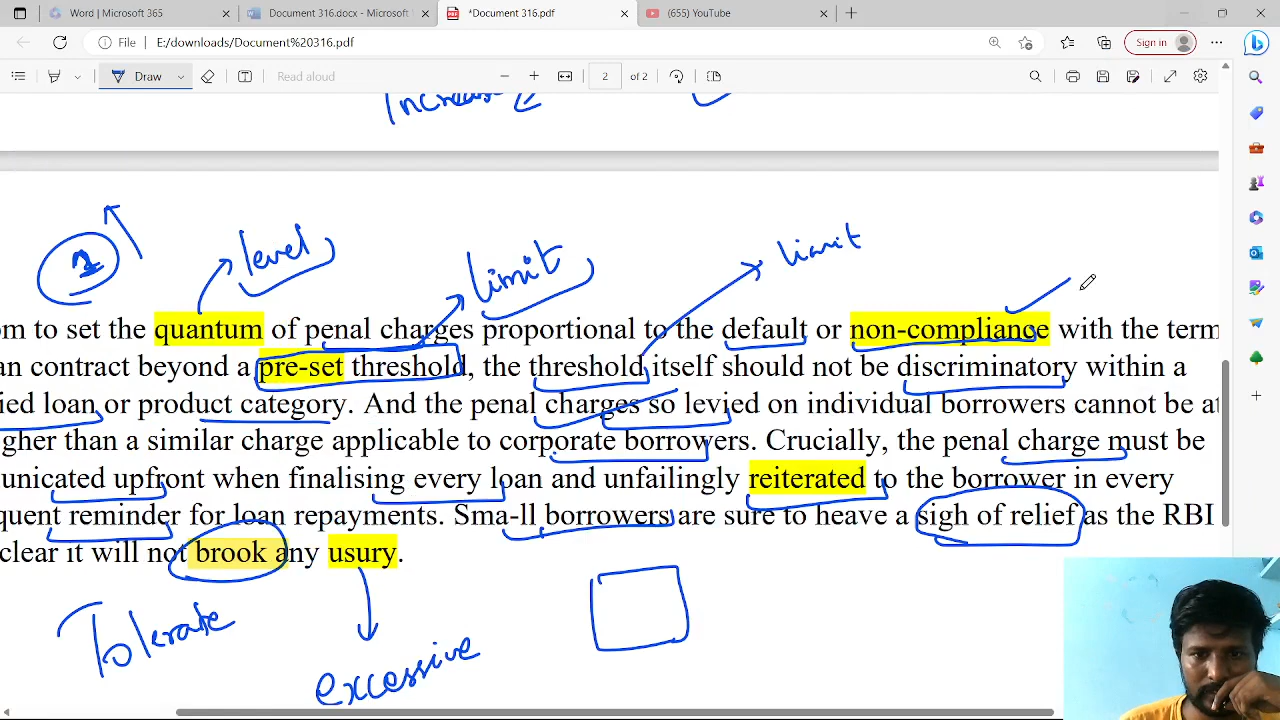 Word | Microsoft 365
Document 316.docx - Microsoft W
*Document 316.pdf
(655) YouTube
File
E:/downloads/Document%20316.pdf
Sign in
Draw
Read aloud
2 of 2
Increase
2
level
limit
limit
om to set the quantum of penal charges proportional to the default or non-compliance with the term
an contract beyond a pre-set threshold, the threshold itself should not be discriminatory within a
ied loan or product category. And the penal charges so levied on individual borrowers cannot be at
gher than a similar charge applicable to corporate borrowers. Crucially, the penal charge must be
unicated upfront when finalising every loan and unfailingly reiterated to the borrower in every
quent reminder for loan repayments. Sma-ll borrowers are sure to heave a sigh of relief as the RBI
clear it will not brook any usury.
Tolerate
excessive